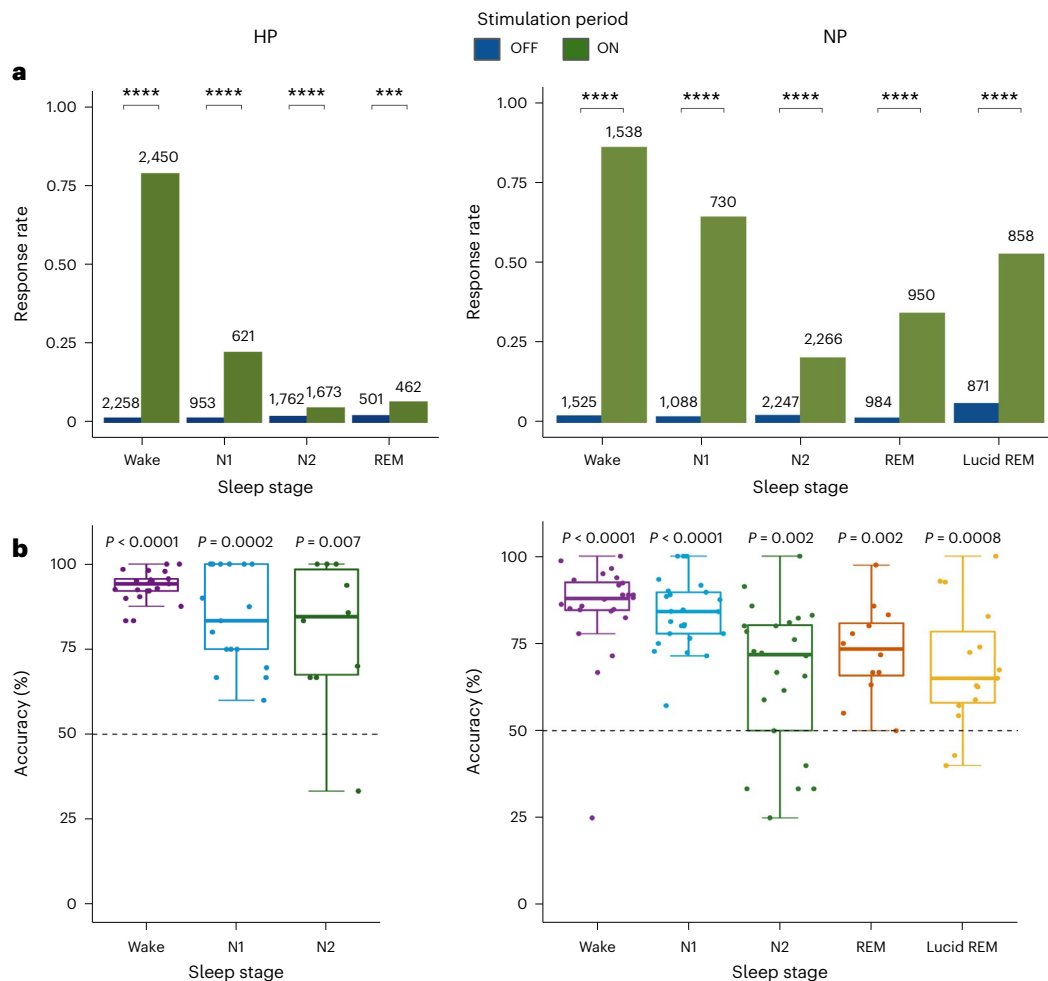 Stimulation period
HP
OFF
ON
NP
a
**** **** **** ***
1.00
0.75
0.50
0.25
0
Response rate
2,258 2,450 953 621 1,762 1,673 501 462
Wake N1 N2 REM
Sleep stage
**** **** **** **** ****
1.00
0.75
0.50
0.25
0
Response rate
1,525 1,538 1,088 730 2,247 2,266 984 950 871 858
Wake N1 N2 REM Lucid REM
Sleep stage
b
P < 0.0001 P = 0.0002 P = 0.007
100
75
50
25
0
Accuracy (%)
Wake N1 N2
Sleep stage
P < 0.0001 P < 0.0001 P = 0.002 P = 0.002 P = 0.0008
100
75
50
25
0
Accuracy (%)
Wake N1 N2 REM Lucid REM
Sleep stage